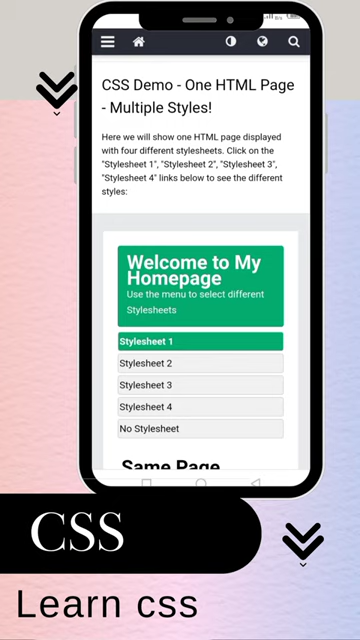 CSS Demo - One HTML Page
- Multiple Styles!
Here we will show one HTML page displayed
with four different stylesheets. Click on the
"Stylesheet 1", "Stylesheet 2", "Stylesheet 3",
"Stylesheet 4" links below to see the different
styles:
Welcome to My
Homepage
Use the menu to select different
Stylesheets
Stylesheet 1
Stylesheet 2
Stylesheet 3
Stylesheet 4
No Stylesheet
Same Page
CSS
Learn css